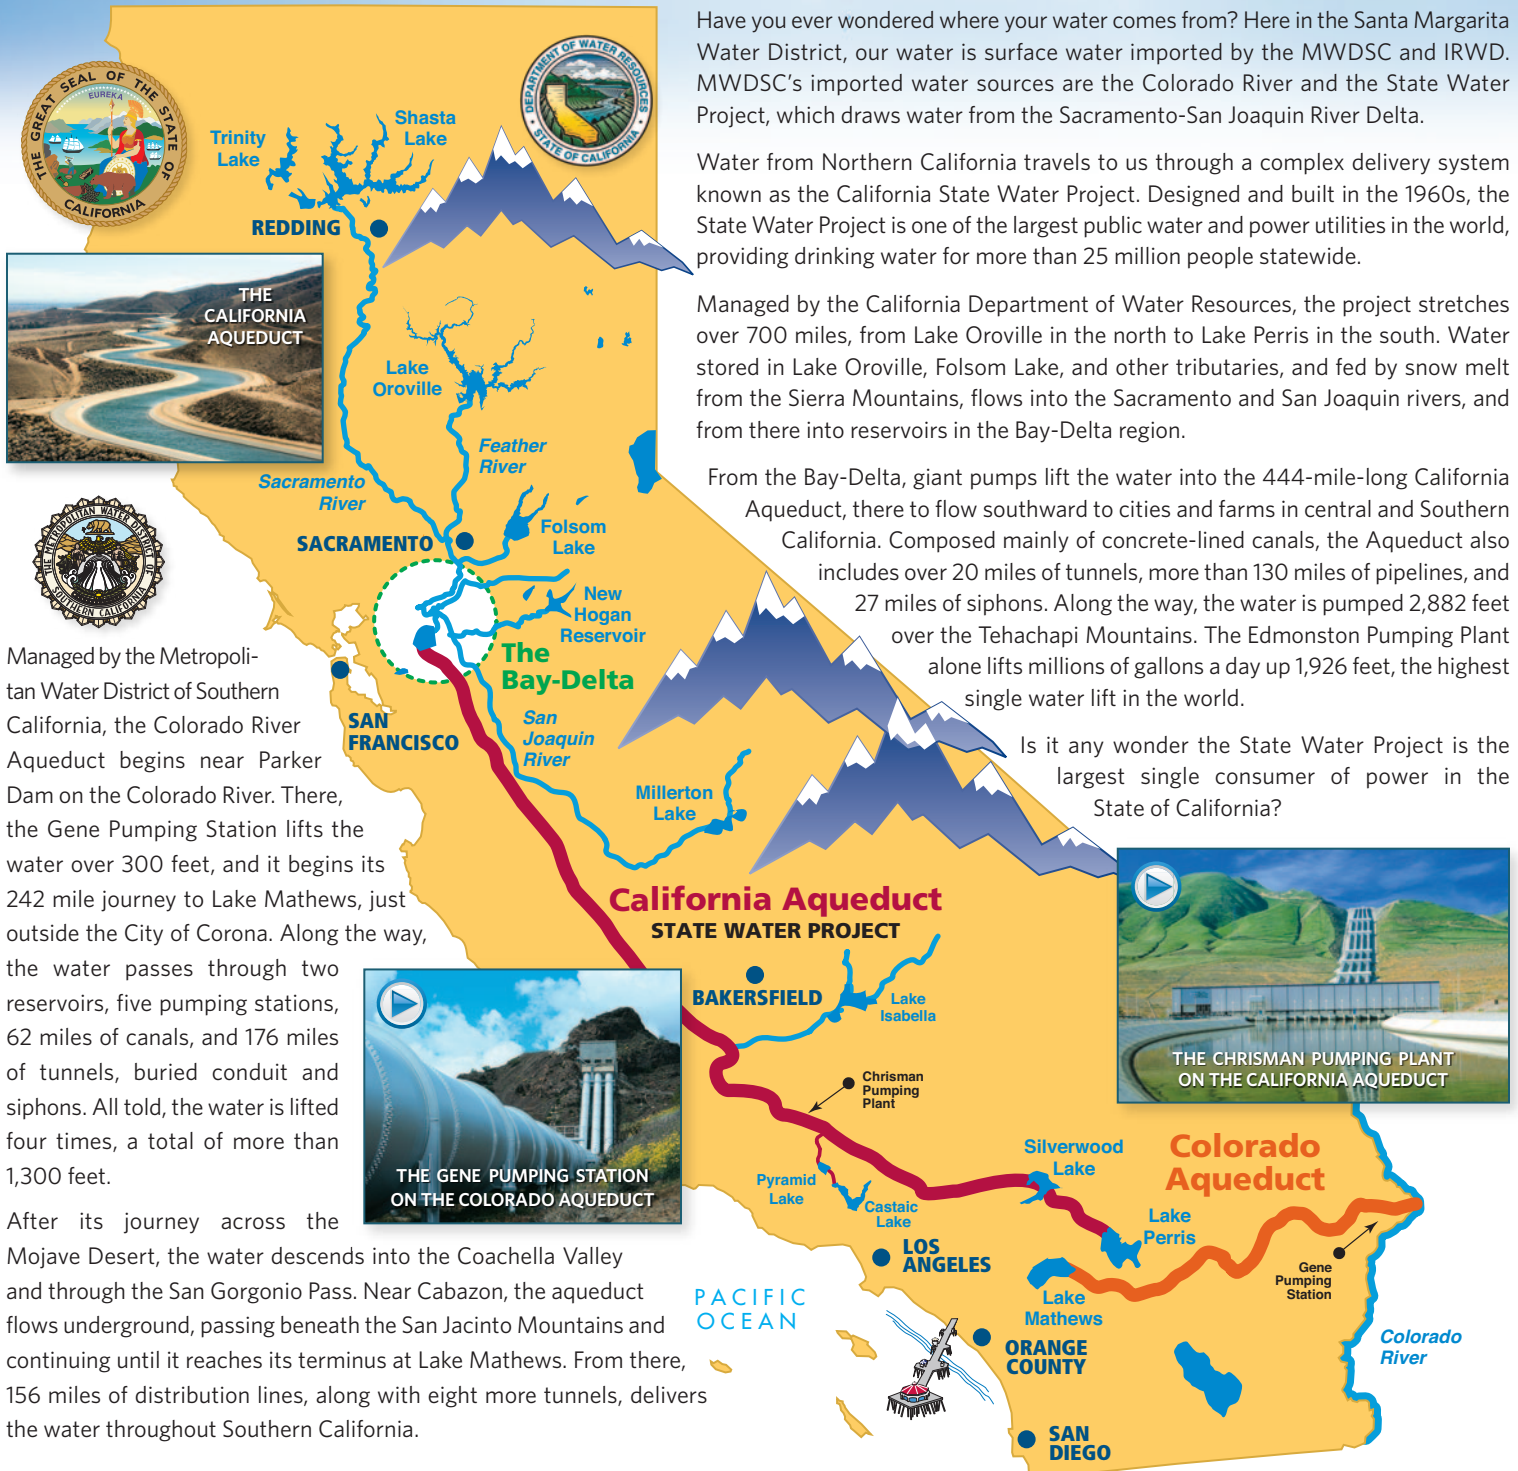 Have you ever wondered where your water comes from? Here in the Santa Margarita
Water District, our water is surface water imported by the MWDSC and IRWD.
MWDSC's imported water sources are the Colorado River and the State Water
Project, which draws water from the Sacramento-San Joaquin River Delta.
Water from Northern California travels to us through a complex delivery system
known as the California State Water Project. Designed and built in the 1960s, the
State Water Project is one of the largest public water and power utilities in the world,
providing drinking water for more than 25 million people statewide.
Managed by the California Department of Water Resources, the project stretches
over 700 miles, from Lake Oroville in the north to Lake Perris in the south. Water
stored in Lake Oroville, Folsom Lake, and other tributaries, and fed by snow melt
from the Sierra Mountains, flows into the Sacramento and San Joaquin rivers, and
from there into reservoirs in the Bay-Delta region.
From the Bay-Delta, giant pumps lift the water into the 444-mile-long California
Aqueduct, there to flow southward to cities and farms in central and Southern
California. Composed mainly of concrete-lined canals, the Aqueduct also
includes over 20 miles of tunnels, more than 130 miles of pipelines, and
27 miles of siphons. Along the way, the water is pumped 2,882 feet
over the Tehachapi Mountains. The Edmonston Pumping Plant
alone lifts millions of gallons a day up 1,926 feet, the highest
single water lift in the world.
Is it any wonder the State Water Project is the
largest single consumer of power in the
State of California?
THE GREAT SEAL OF THE STATE OF
CALIFORNIA
EUREKA
DEPARTMENT OF WATER RESOURCES
STATE OF CALIFORNIA
Trinity
Lake
Shasta
Lake
REDDING
THE
CALIFORNIA
AQUEDUCT
Lake
Oroville
Feather
River
Sacramento
River
THE METROPOLITAN WATER DISTRICT OF
SOUTHERN CALIFORNIA
SACRAMENTO
Folsom
Lake
New
Hogan
Reservoir
The
Bay-Delta
SAN
FRANCISCO
San
Joaquin
River
Millerton
Lake
Managed by the Metropoli-
tan Water District of Southern
California, the Colorado River
Aqueduct begins near Parker
Dam on the Colorado River. There,
the Gene Pumping Station lifts the
water over 300 feet, and it begins its
242 mile journey to Lake Mathews, just
outside the City of Corona. Along the way,
the water passes through two
reservoirs, five pumping stations,
62 miles of canals, and 176 miles
of tunnels, buried conduit and
siphons. All told, the water is lifted
four times, a total of more than
1,300 feet.
After its journey across the
Mojave Desert, the water descends into the Coachella Valley
and through the San Gorgonio Pass. Near Cabazon, the aqueduct
flows underground, passing beneath the San Jacinto Mountains and
continuing until it reaches its terminus at Lake Mathews. From there,
156 miles of distribution lines, along with eight more tunnels, delivers
the water throughout Southern California.
California Aqueduct
STATE WATER PROJECT
BAKERSFIELD
Lake
Isabella
THE CHRISMAN PUMPING PLANT
ON THE CALIFORNIA AQUEDUCT
Chrisman
Pumping
Plant
THE GENE PUMPING STATION
ON THE COLORADO AQUEDUCT
Pyramid
Lake
Castaic
Lake
Silverwood
Lake
Colorado
Aqueduct
Lake
Perris
LOS
ANGELES
Gene
Pumping
Station
Lake
Mathews
PACIFIC
OCEAN
ORANGE
COUNTY
Colorado
River
SAN
DIEGO